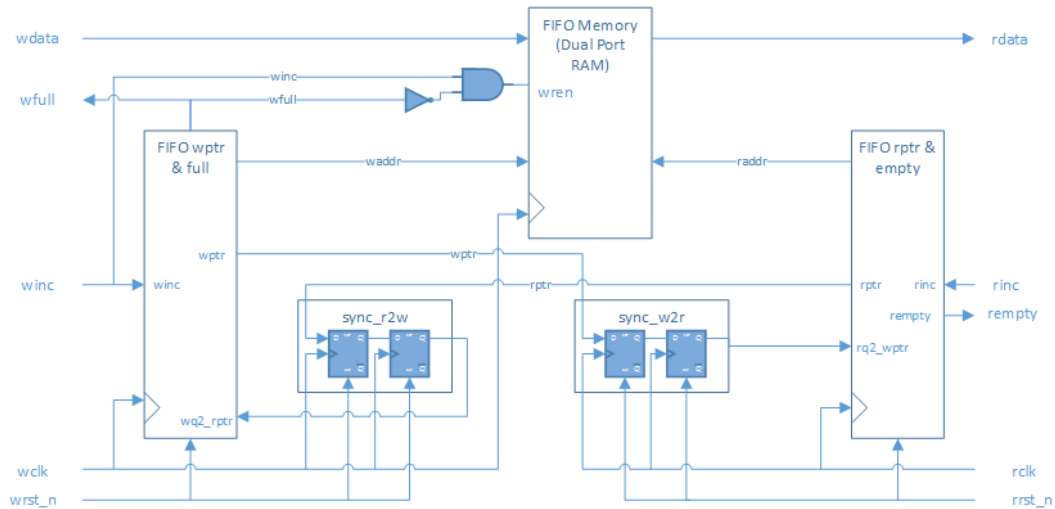 wdata
FIFO Memory
(Dual Port
RAM)
rdata
winc
wfull
wfull
wren
FIFO wptr
& full
waddr
raddr
FIFO rptr &
empty
wptr
wptr
winc
winc
rptr
rptr
rinc
rinc
rempty
rempty
sync_r2w
sync_w2r
rq2_wptr
wq2_rptr
wclk
rclk
wrst_n
rrst_n